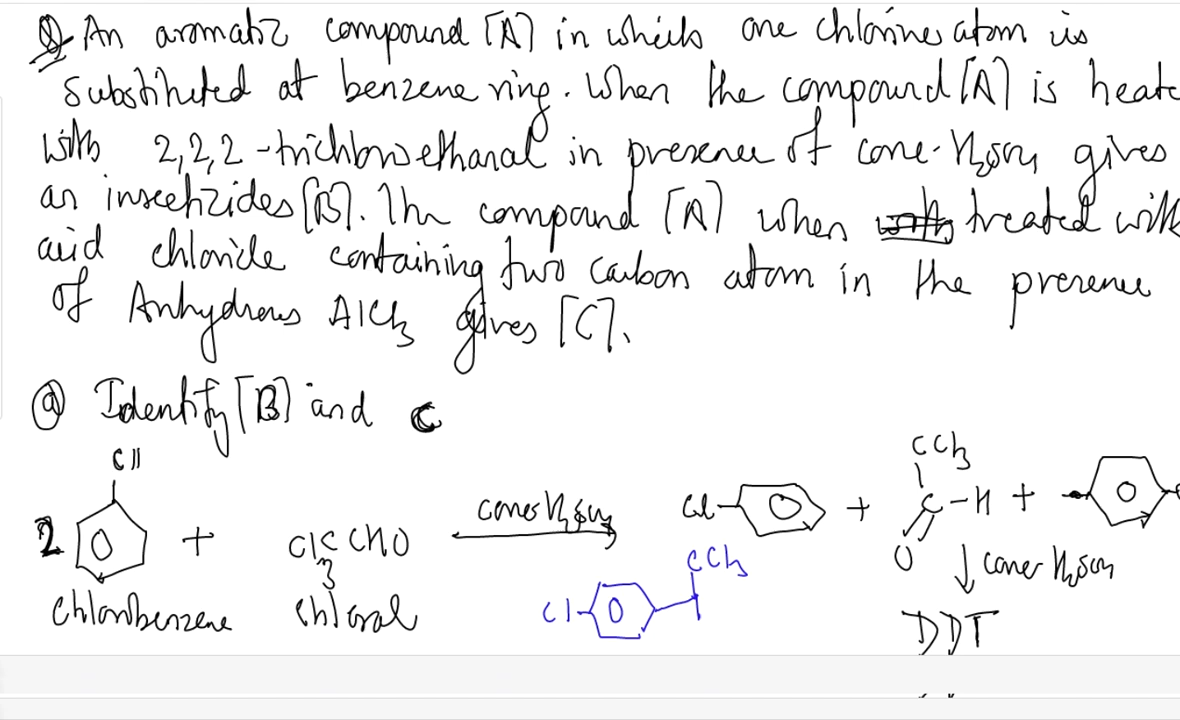 Q An aromatic compound [A] in which one chlorine atom is
substituted at benzene ring. When the compound [A] is heate
with 2,2,2-trichloroethanal in presence of conc. H2SO4 gives
an insecticides [B]. The compound [A] when with treated with
acid chloride containing two carbon atom in the presence
of Anhydrous AlCl3 gives [C].
(a) Identify [B] and C
Cl
2 + Cl3C CHO conc H2SO4 Cl + C-H +
CCl3
O
conc H2SO4
Chlorobenzene Chloral
Cl CCl3
DDT